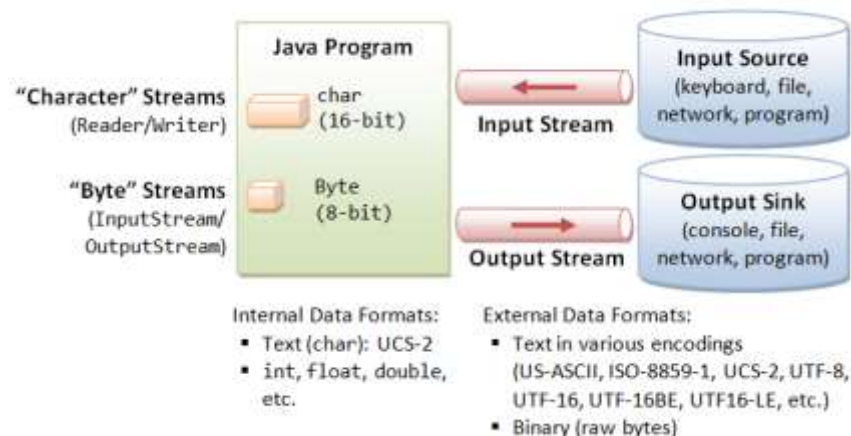 Java Program
“Character” Streams
(Reader/Writer)
char
(16-bit)
“Byte” Streams
(InputStream/
OutputStream)
Byte
(8-bit)
Input Stream
Output Stream
Input Source
(keyboard, file,
network, program)
Output Sink
(console, file,
network, program)
Internal Data Formats:
▪ Text (char): UCS-2
▪ int, float, double,
etc.
External Data Formats:
▪ Text in various encodings
(US-ASCII, ISO-8859-1, UCS-2, UTF-8,
UTF-16, UTF-16BE, UTF16-LE, etc.)
▪ Binary (raw bytes)